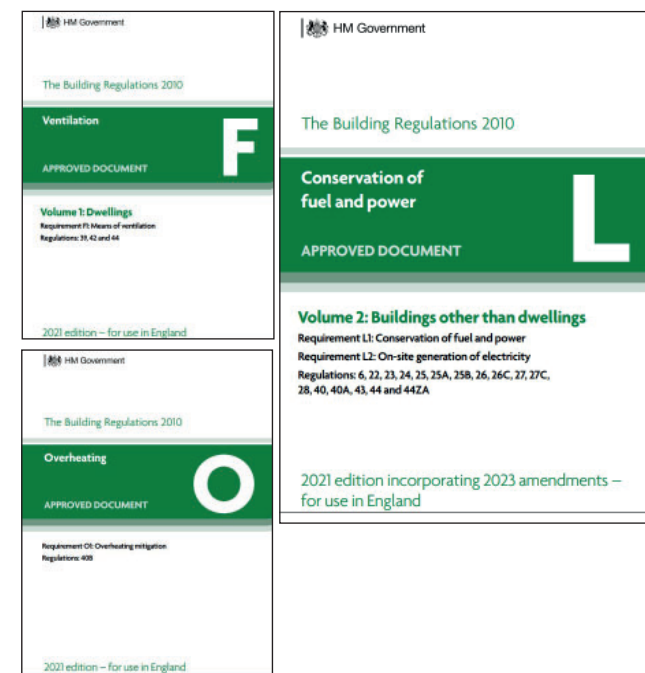 HM Government
The Building Regulations 2010
Ventilation
F
APPROVED DOCUMENT
Volume 1: Dwellings
Requirement F1: Means of ventilation
Regulations: 39, 42 and 44
2021 edition – for use in England
HM Government
The Building Regulations 2010
Conservation of
fuel and power
L
APPROVED DOCUMENT
Volume 2: Buildings other than dwellings
Requirement L1: Conservation of fuel and power
Requirement L2: On-site generation of electricity
Regulations: 6, 22, 23, 24, 25, 25A, 25B, 26, 26C, 27, 27C,
28, 40, 40A, 43, 44 and 44ZA
2021 edition incorporating 2023 amendments –
for use in England
HM Government
The Building Regulations 2010
Overheating
O
APPROVED DOCUMENT
Requirement O1: Overheating mitigation
Regulations: 40B
2021 edition – for use in England